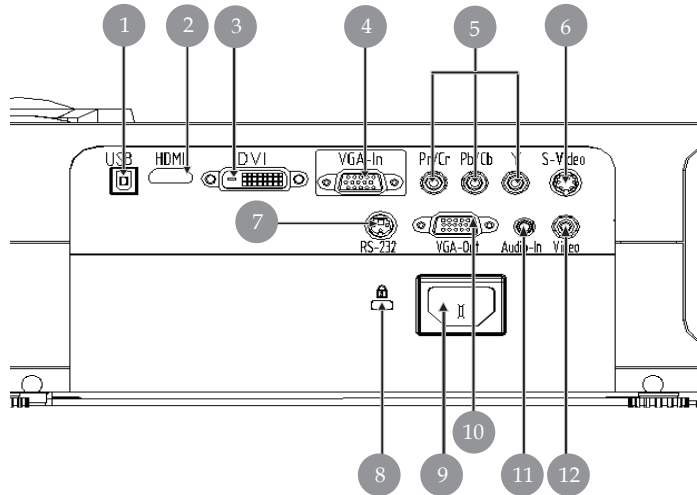 1 2 3 4 5 6
USB HDMI DVI VGA-In Pr/Cr Pb/Cb Y S-Video
7
RS-232 VGA-Out Audio-In Video
8 9 10 11 12